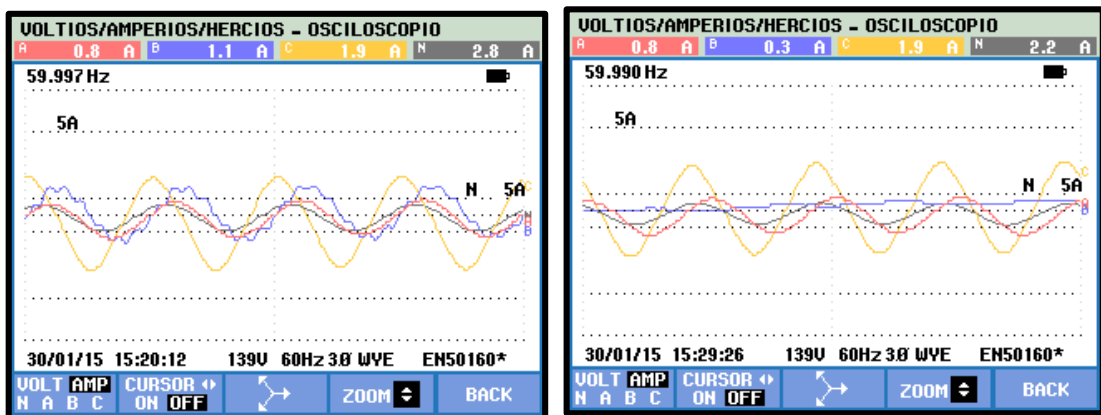 VOLTIOS/AMPERIOS/HERCIOS - OSCILOSCOPIO
A 0.8 A B 1.1 A C 1.9 A N 2.8 A
59.997 Hz
5A
N 5A
C
N
A
B
30/01/15 15:20:12 139V 60Hz 3Ø WYE EN50160*
VOLT AMP CURSOR ZOOM BACK
N A B C ON OFF
VOLTIOS/AMPERIOS/HERCIOS - OSCILOSCOPIO
A 0.8 A B 0.3 A C 1.9 A N 2.2 A
59.990 Hz
5A
N 5A
C
B
30/01/15 15:29:26 139V 60Hz 3Ø WYE EN50160*
VOLT AMP CURSOR ZOOM BACK
N A B C ON OFF